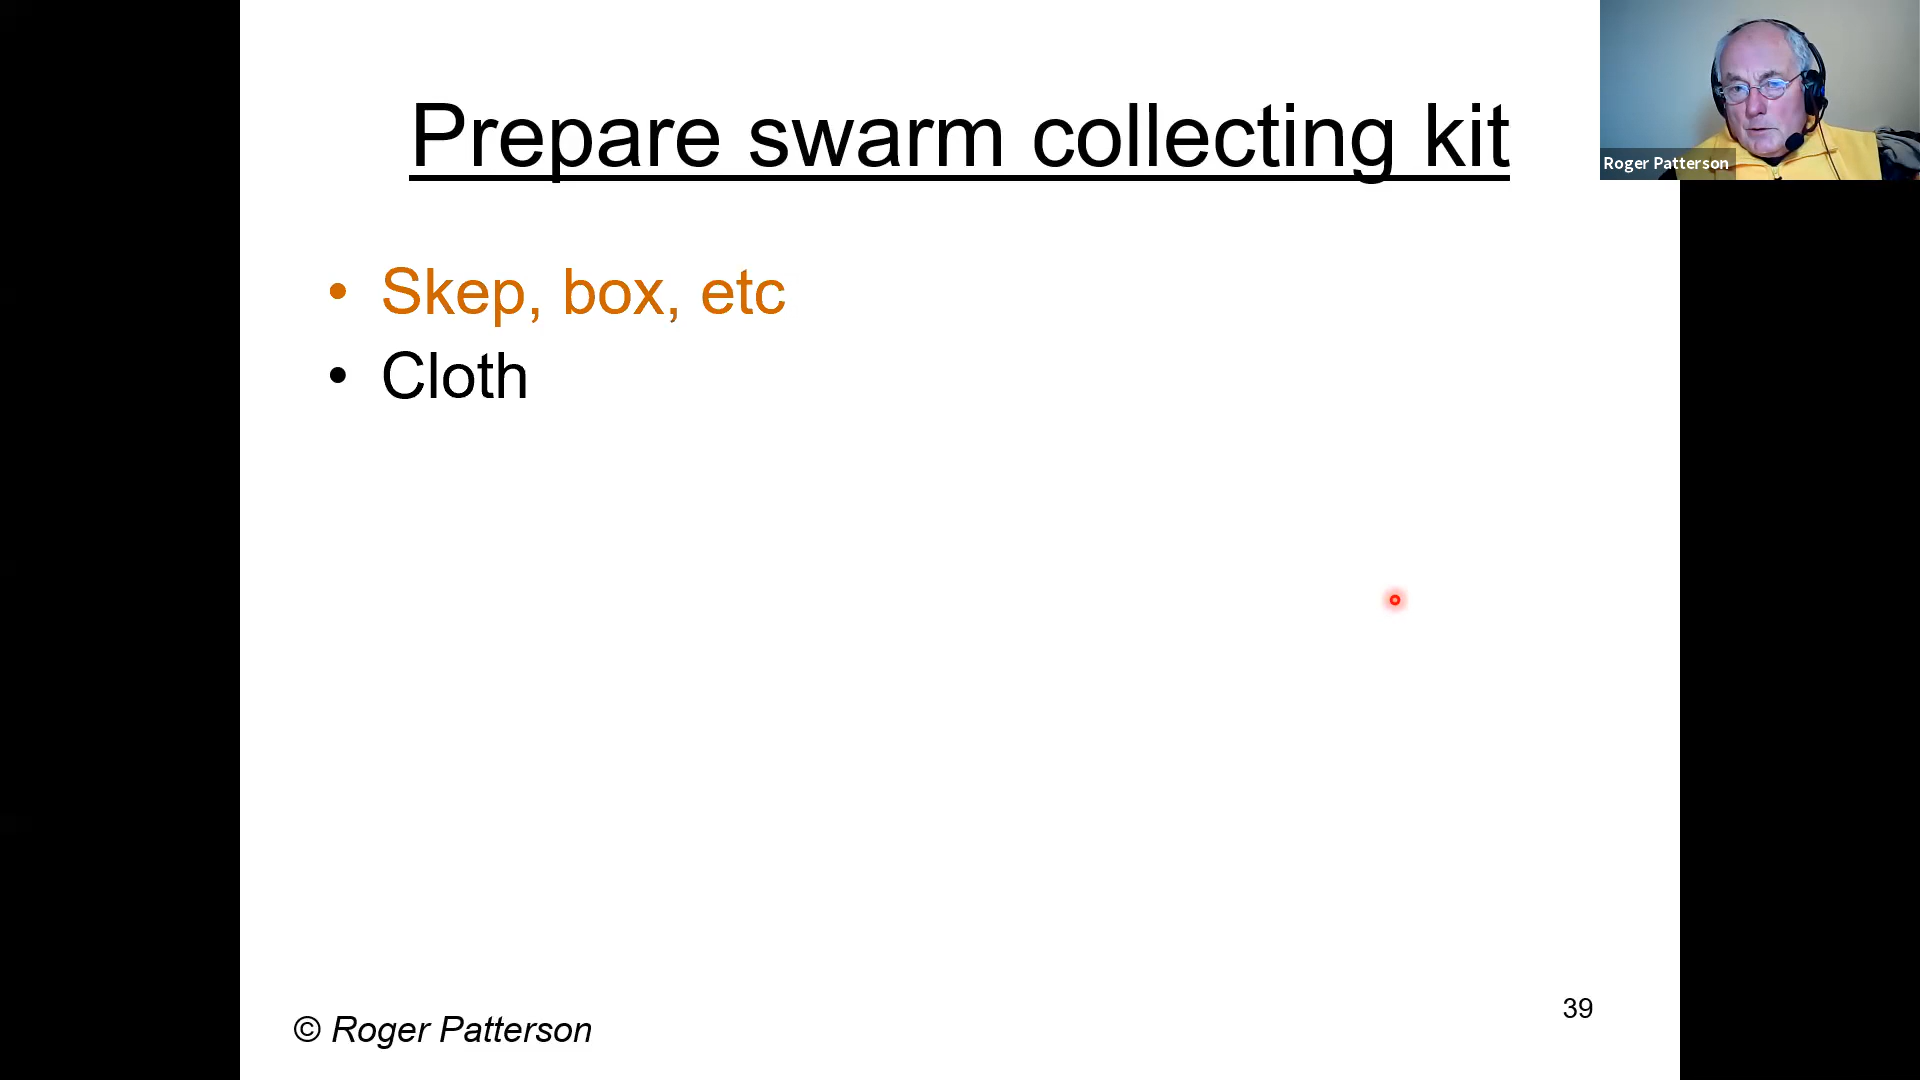 Prepare swarm collecting kit
Roger Patterson
• Skep, box, etc
• Cloth
39
© Roger Patterson